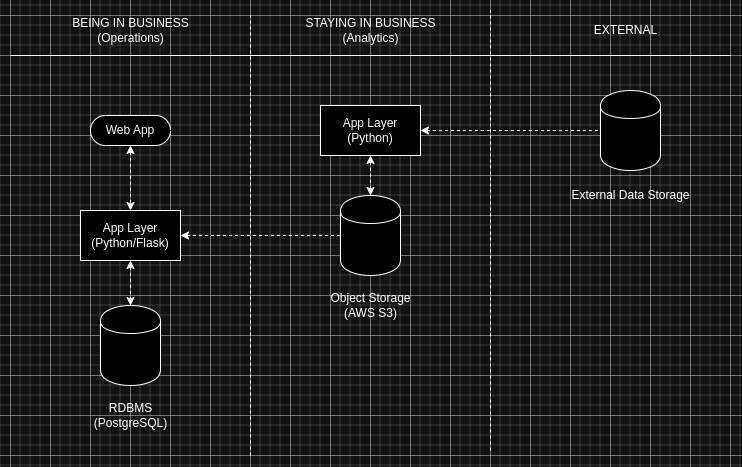 BEING IN BUSINESS
(Operations)
STAYING IN BUSINESS
(Analytics)
EXTERNAL
Web App
App Layer
(Python)
External Data Storage
App Layer
(Python/Flask)
Object Storage
(AWS S3)
RDBMS
(PostgreSQL)